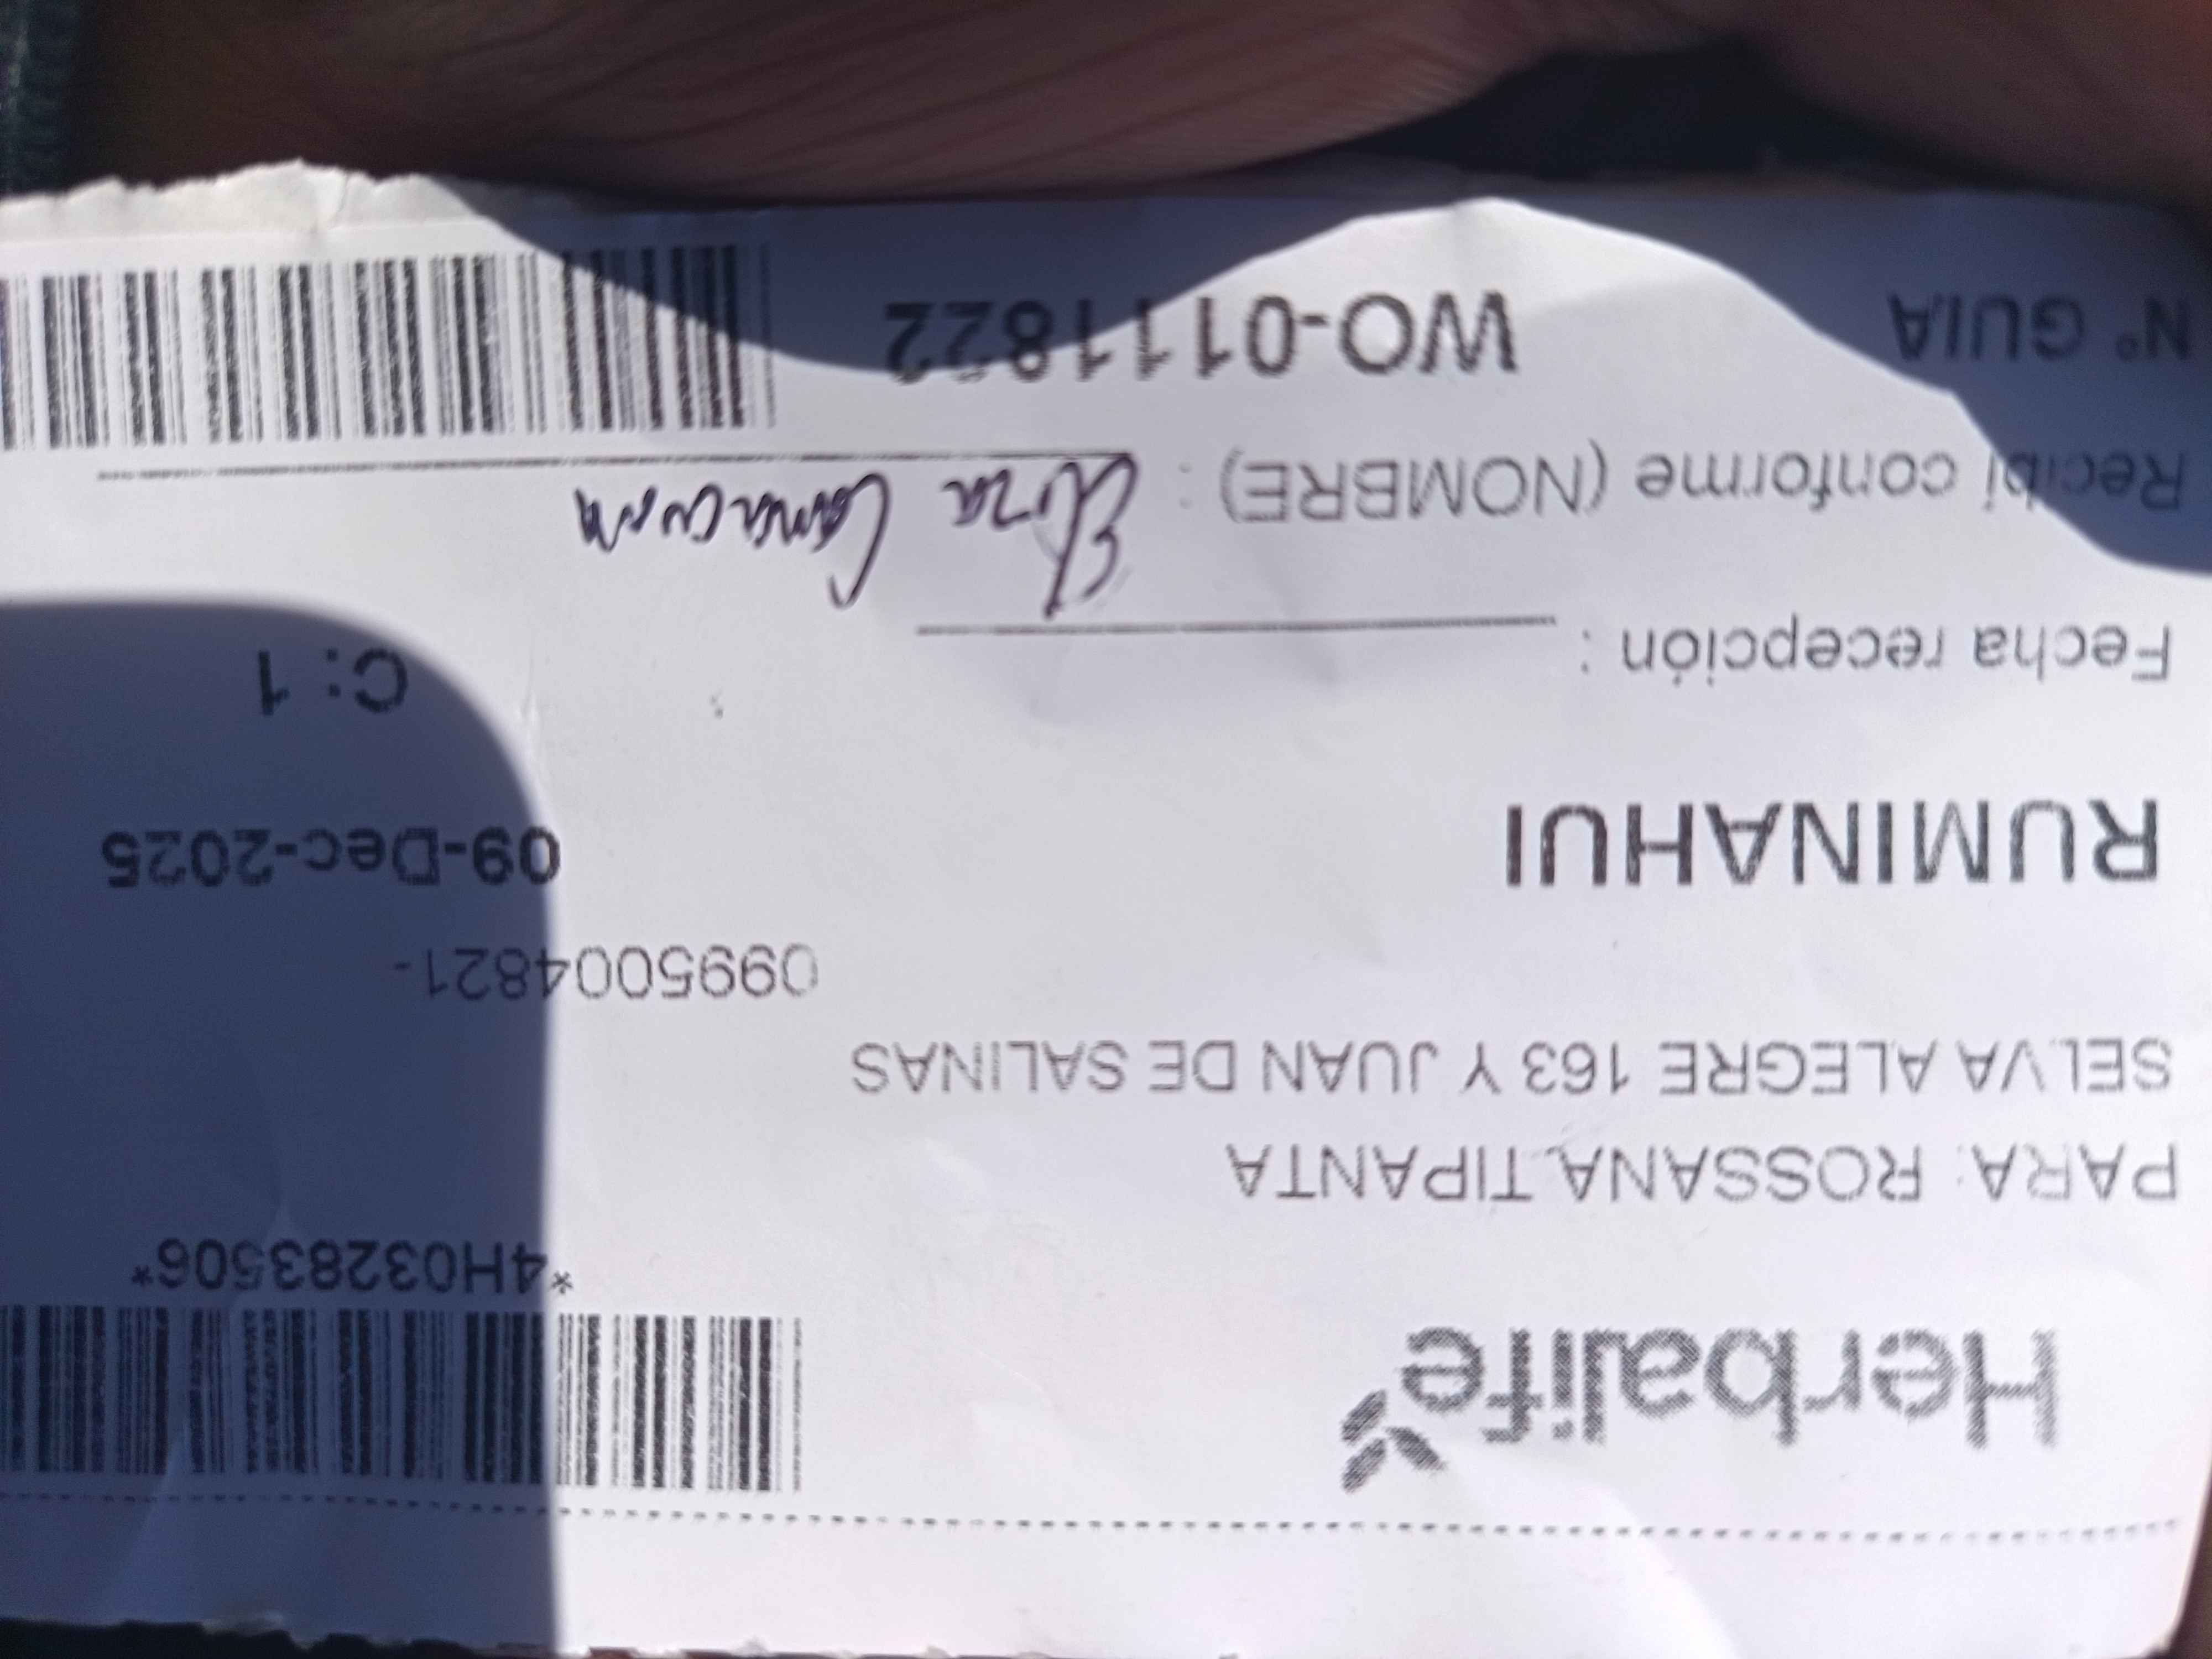 Herbalife
*4H03283506*
PARA: ROSSANA TIPANTA
SELVA ALEGRE 163 Y JUAN DE SALINAS
0995004821-
RUMINAHUI 09-Dec-2025
Fecha recepción : C: 1
Recibi conforme (NOMBRE) :
N° GUIA WO-0111822